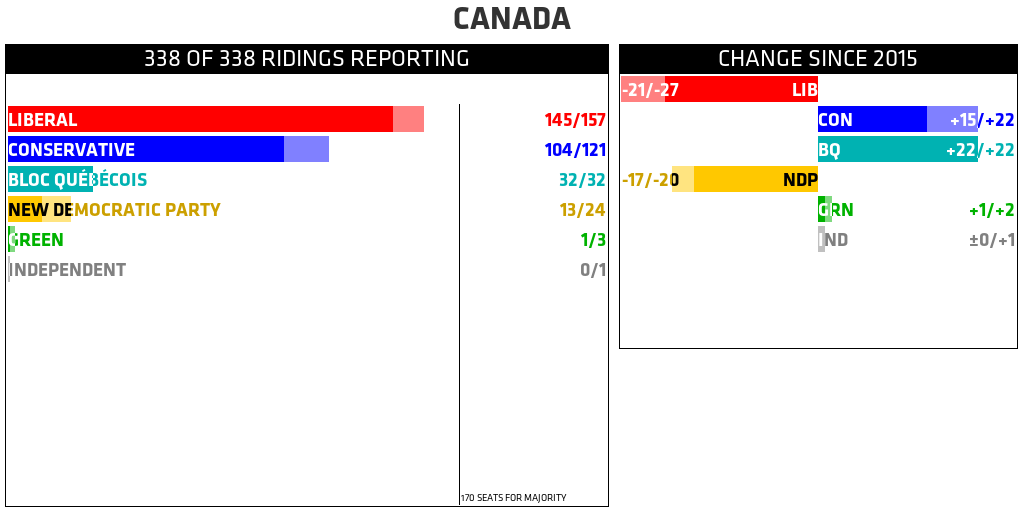 CANADA
338 OF 338 RIDINGS REPORTING
LIBERAL 145/157
CONSERVATIVE 104/121
BLOC QUÉBÉCOIS 32/32
NEW DEMOCRATIC PARTY 13/24
GREEN 1/3
INDEPENDENT 0/1
170 SEATS FOR MAJORITY
CHANGE SINCE 2015
-21/-27 LIB
CON +15/+22
BQ +22/+22
-17/-20 NDP
GRN +1/+2
IND ±0/+1